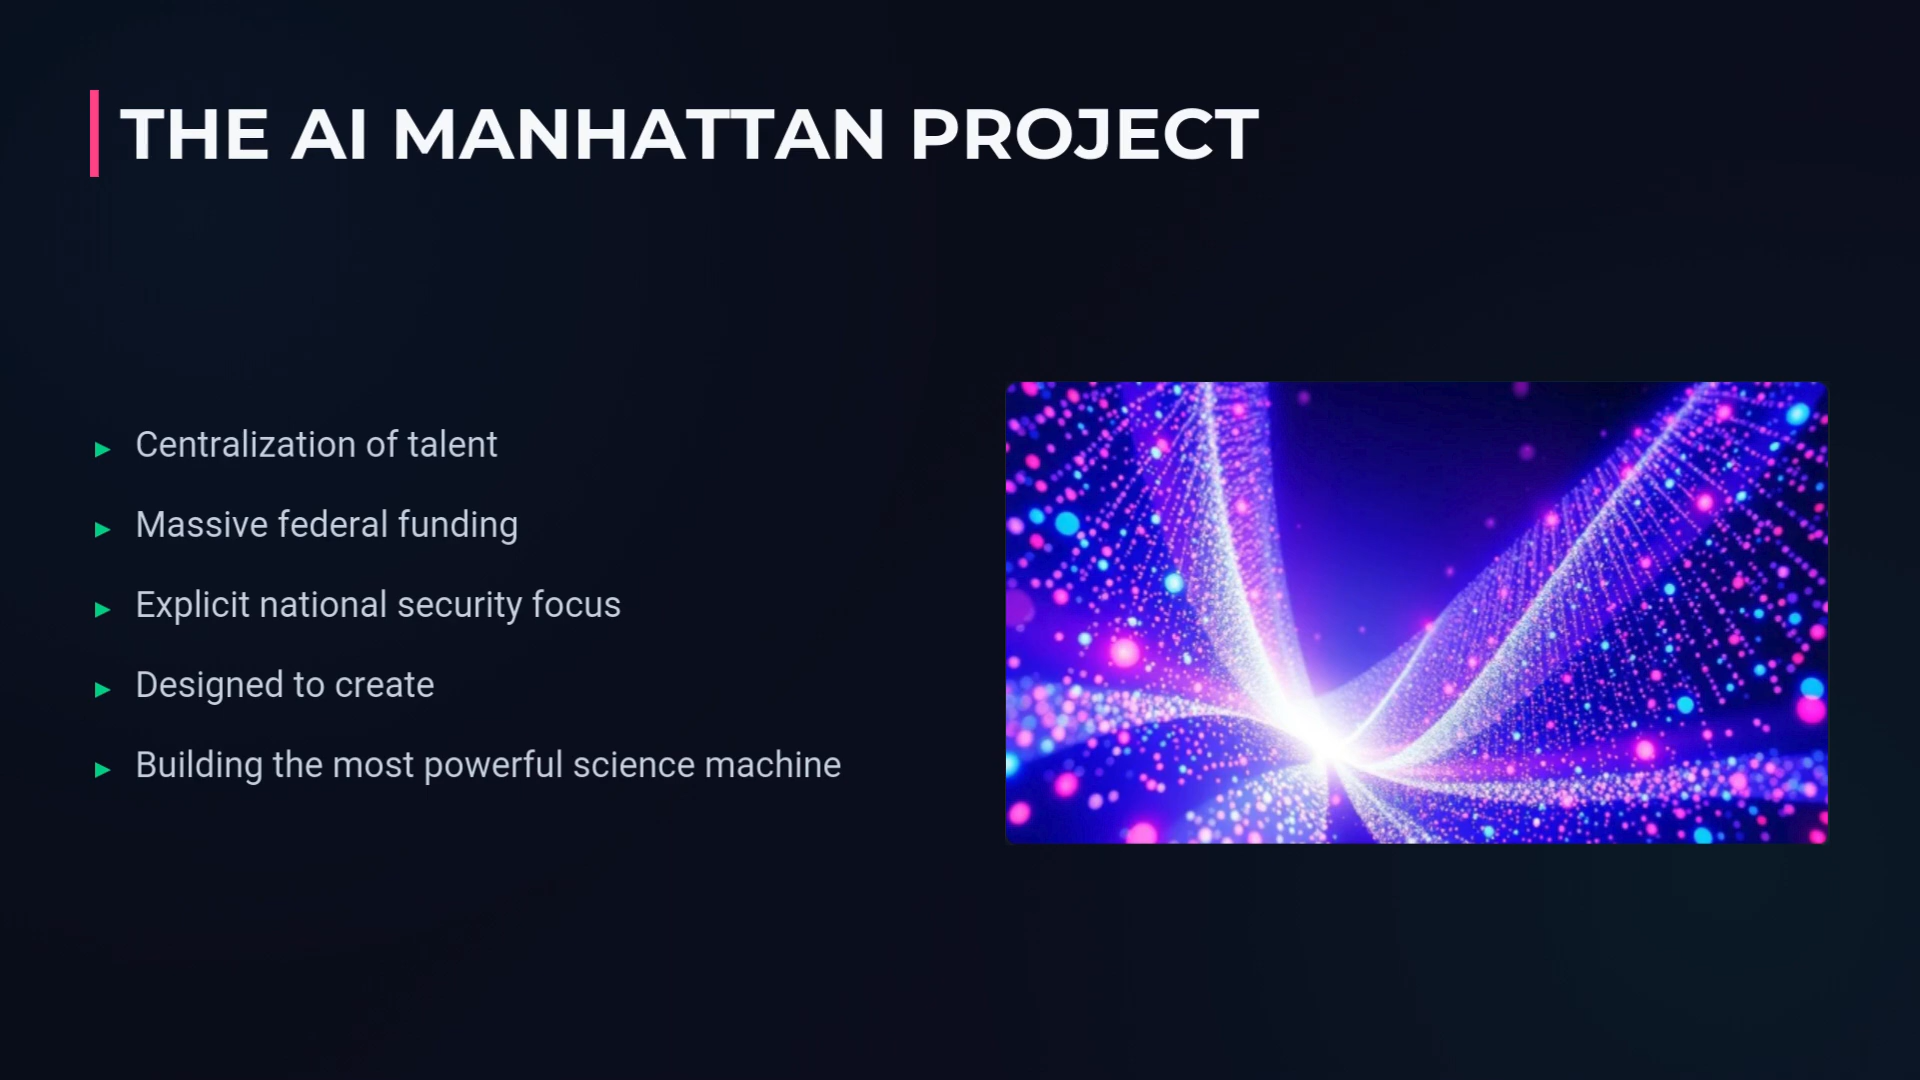 THE AI MANHATTAN PROJECT
Centralization of talent
Massive federal funding
Explicit national security focus
Designed to create
Building the most powerful science machine